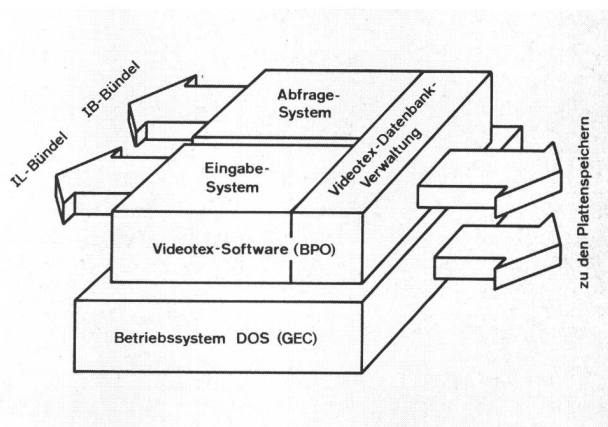 IB-Bündel
IL-Bündel
Abfrage-
System
Eingabe-
System
Videotex-Datenbank-
Verwaltung
Videotex-Software (BPO)
Betriebssystem DOS (GEC)
zu den Plattenspeichern